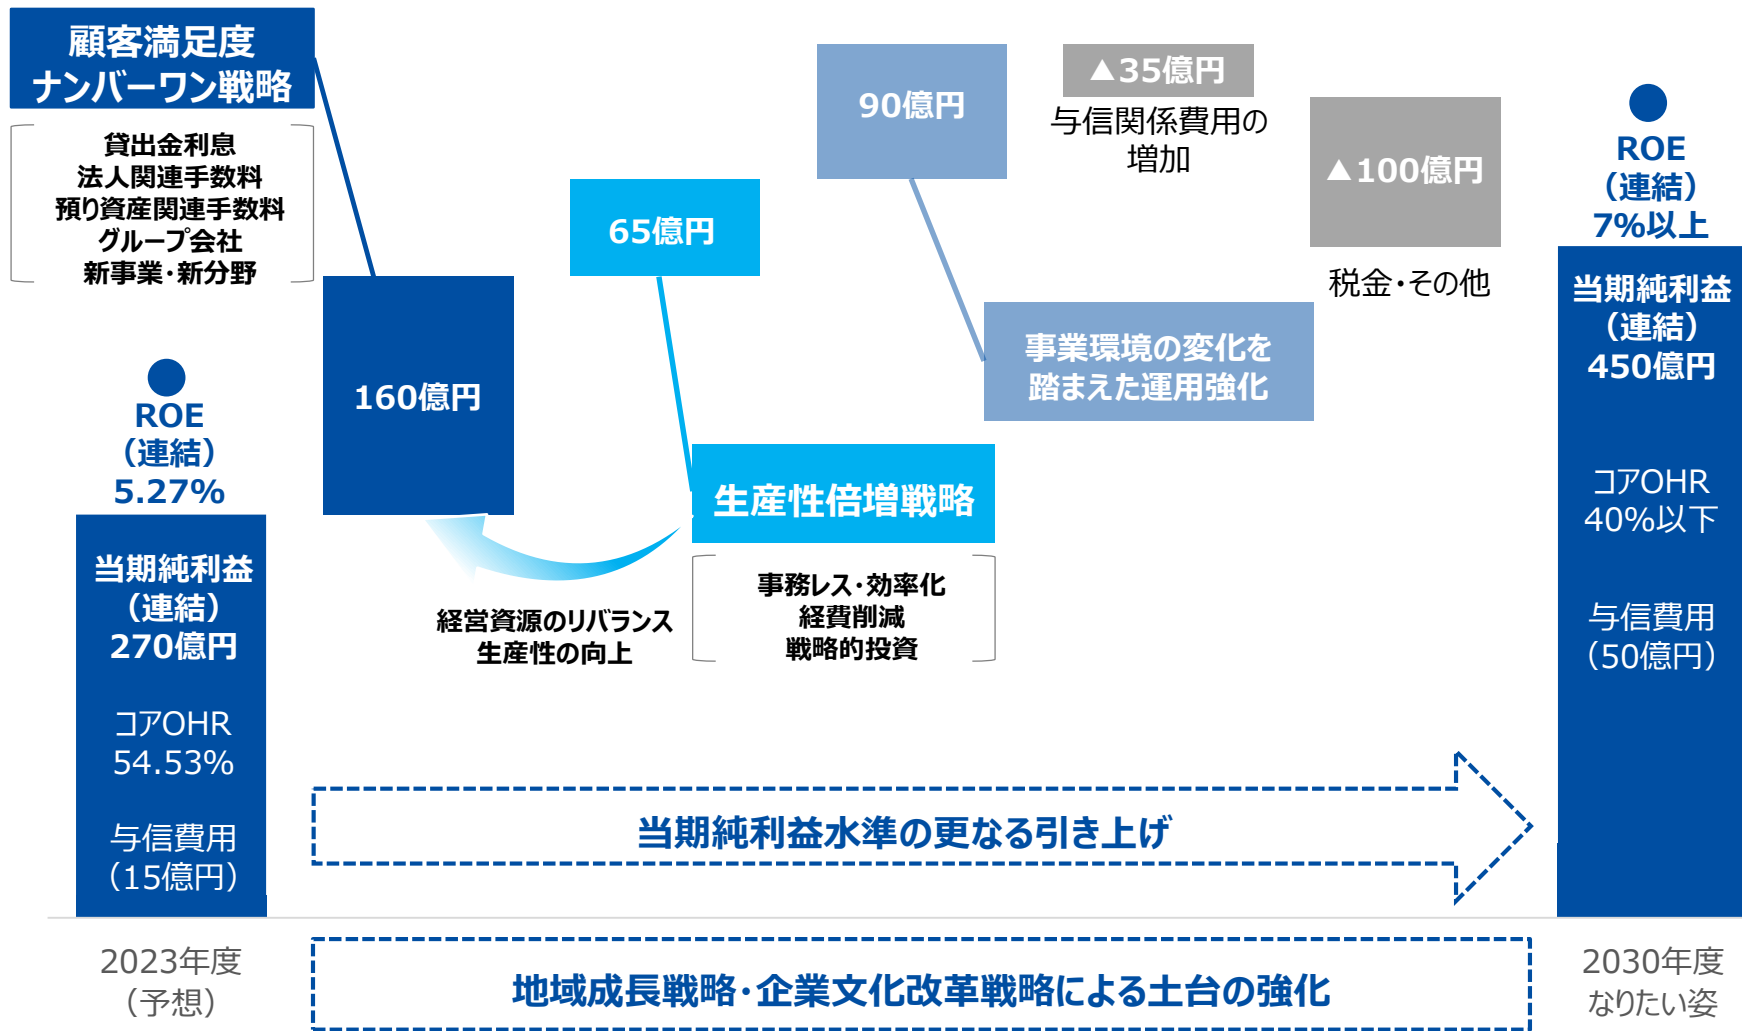 顧客満足度
ナンバーワン戦略
貸出金利息
法人関連手数料
預り資産関連手数料
グループ会社
新事業・新分野
ROE
（連結）
5.27%
当期純利益
（連結）
270億円
コアOHR
54.53%
与信費用
（15億円）
160億円
65億円
生産性倍増戦略
事務レス・効率化
経費削減
戦略的投資
経営資源のリバランス
生産性の向上
90億円
事業環境の変化を
踏まえた運用強化
▲35億円
与信関係費用の
増加
▲100億円
税金・その他
ROE
（連結）
7%以上
当期純利益
（連結）
450億円
コアOHR
40%以下
与信費用
（50億円）
当期純利益水準の更なる引き上げ
2023年度
（予想）
地域成長戦略・企業文化改革戦略による土台の強化
2030年度
なりたい姿